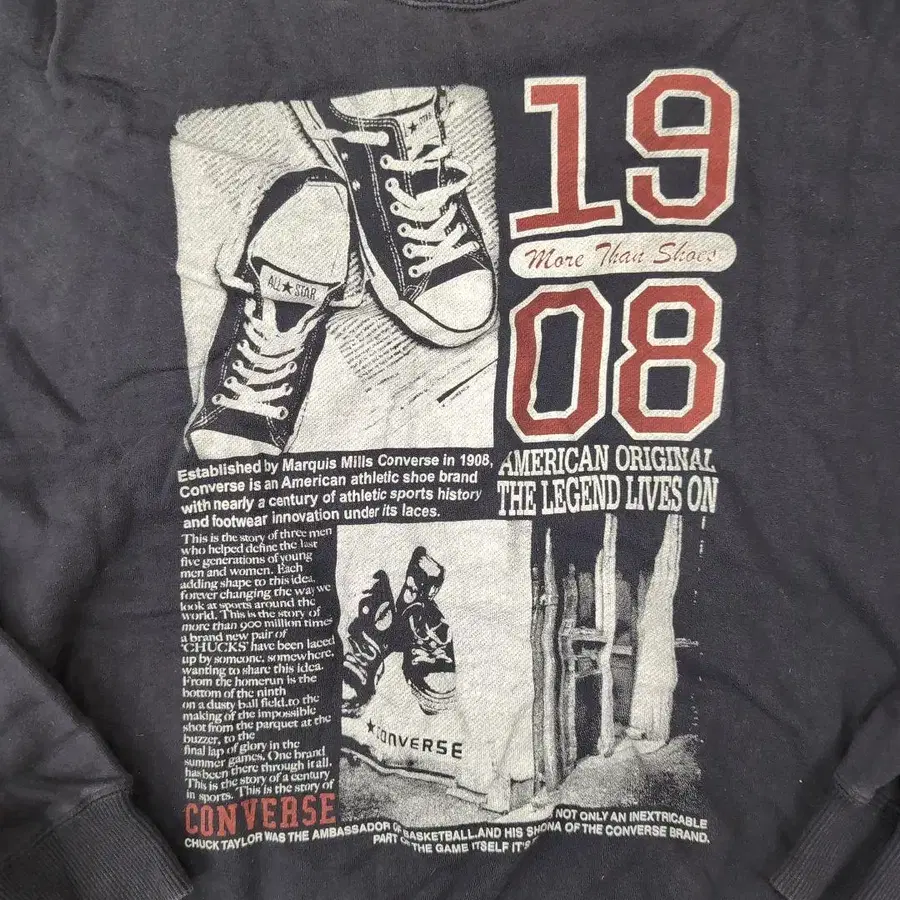 ★STAR
ALL★STAR
19
More Than Shoes
08
AMERICAN ORIGINAL
THE LEGEND LIVES ON
Established by Marquis Mills Converse in 1908,
Converse is an American athletic shoe brand
with nearly a century of athletic sports history
and footwear innovation under its laces.
This is the story of three men
who helped define the last
five generations of young
men and women. Each
adding shape to this idea,
forever changing the way we
look at sports around the
world. This is the story of
more than 900 million times
a brand new pair of
'CHUCKS' have been laced
up by someone, somewhere,
wanting to share this idea.
From the homerun is the
bottom of the ninth
on a dusty ball field.to the
making of the impossible
shot from the parquet at the
buzzer, to the
final lap of glory in the
summer games, One brand
has been there through it all.
This is the story of a century
in sports. This is the story of
CONVERSE
★CONVERSE
CHUCK TAYLOR WAS THE AMBASSADOR OF BASKETBALL.AND HIS NOT ONLY AN INEXTRICABLE
PART OF THE GAME ITSELF IT'S OF THE CONVERSE BRAND.